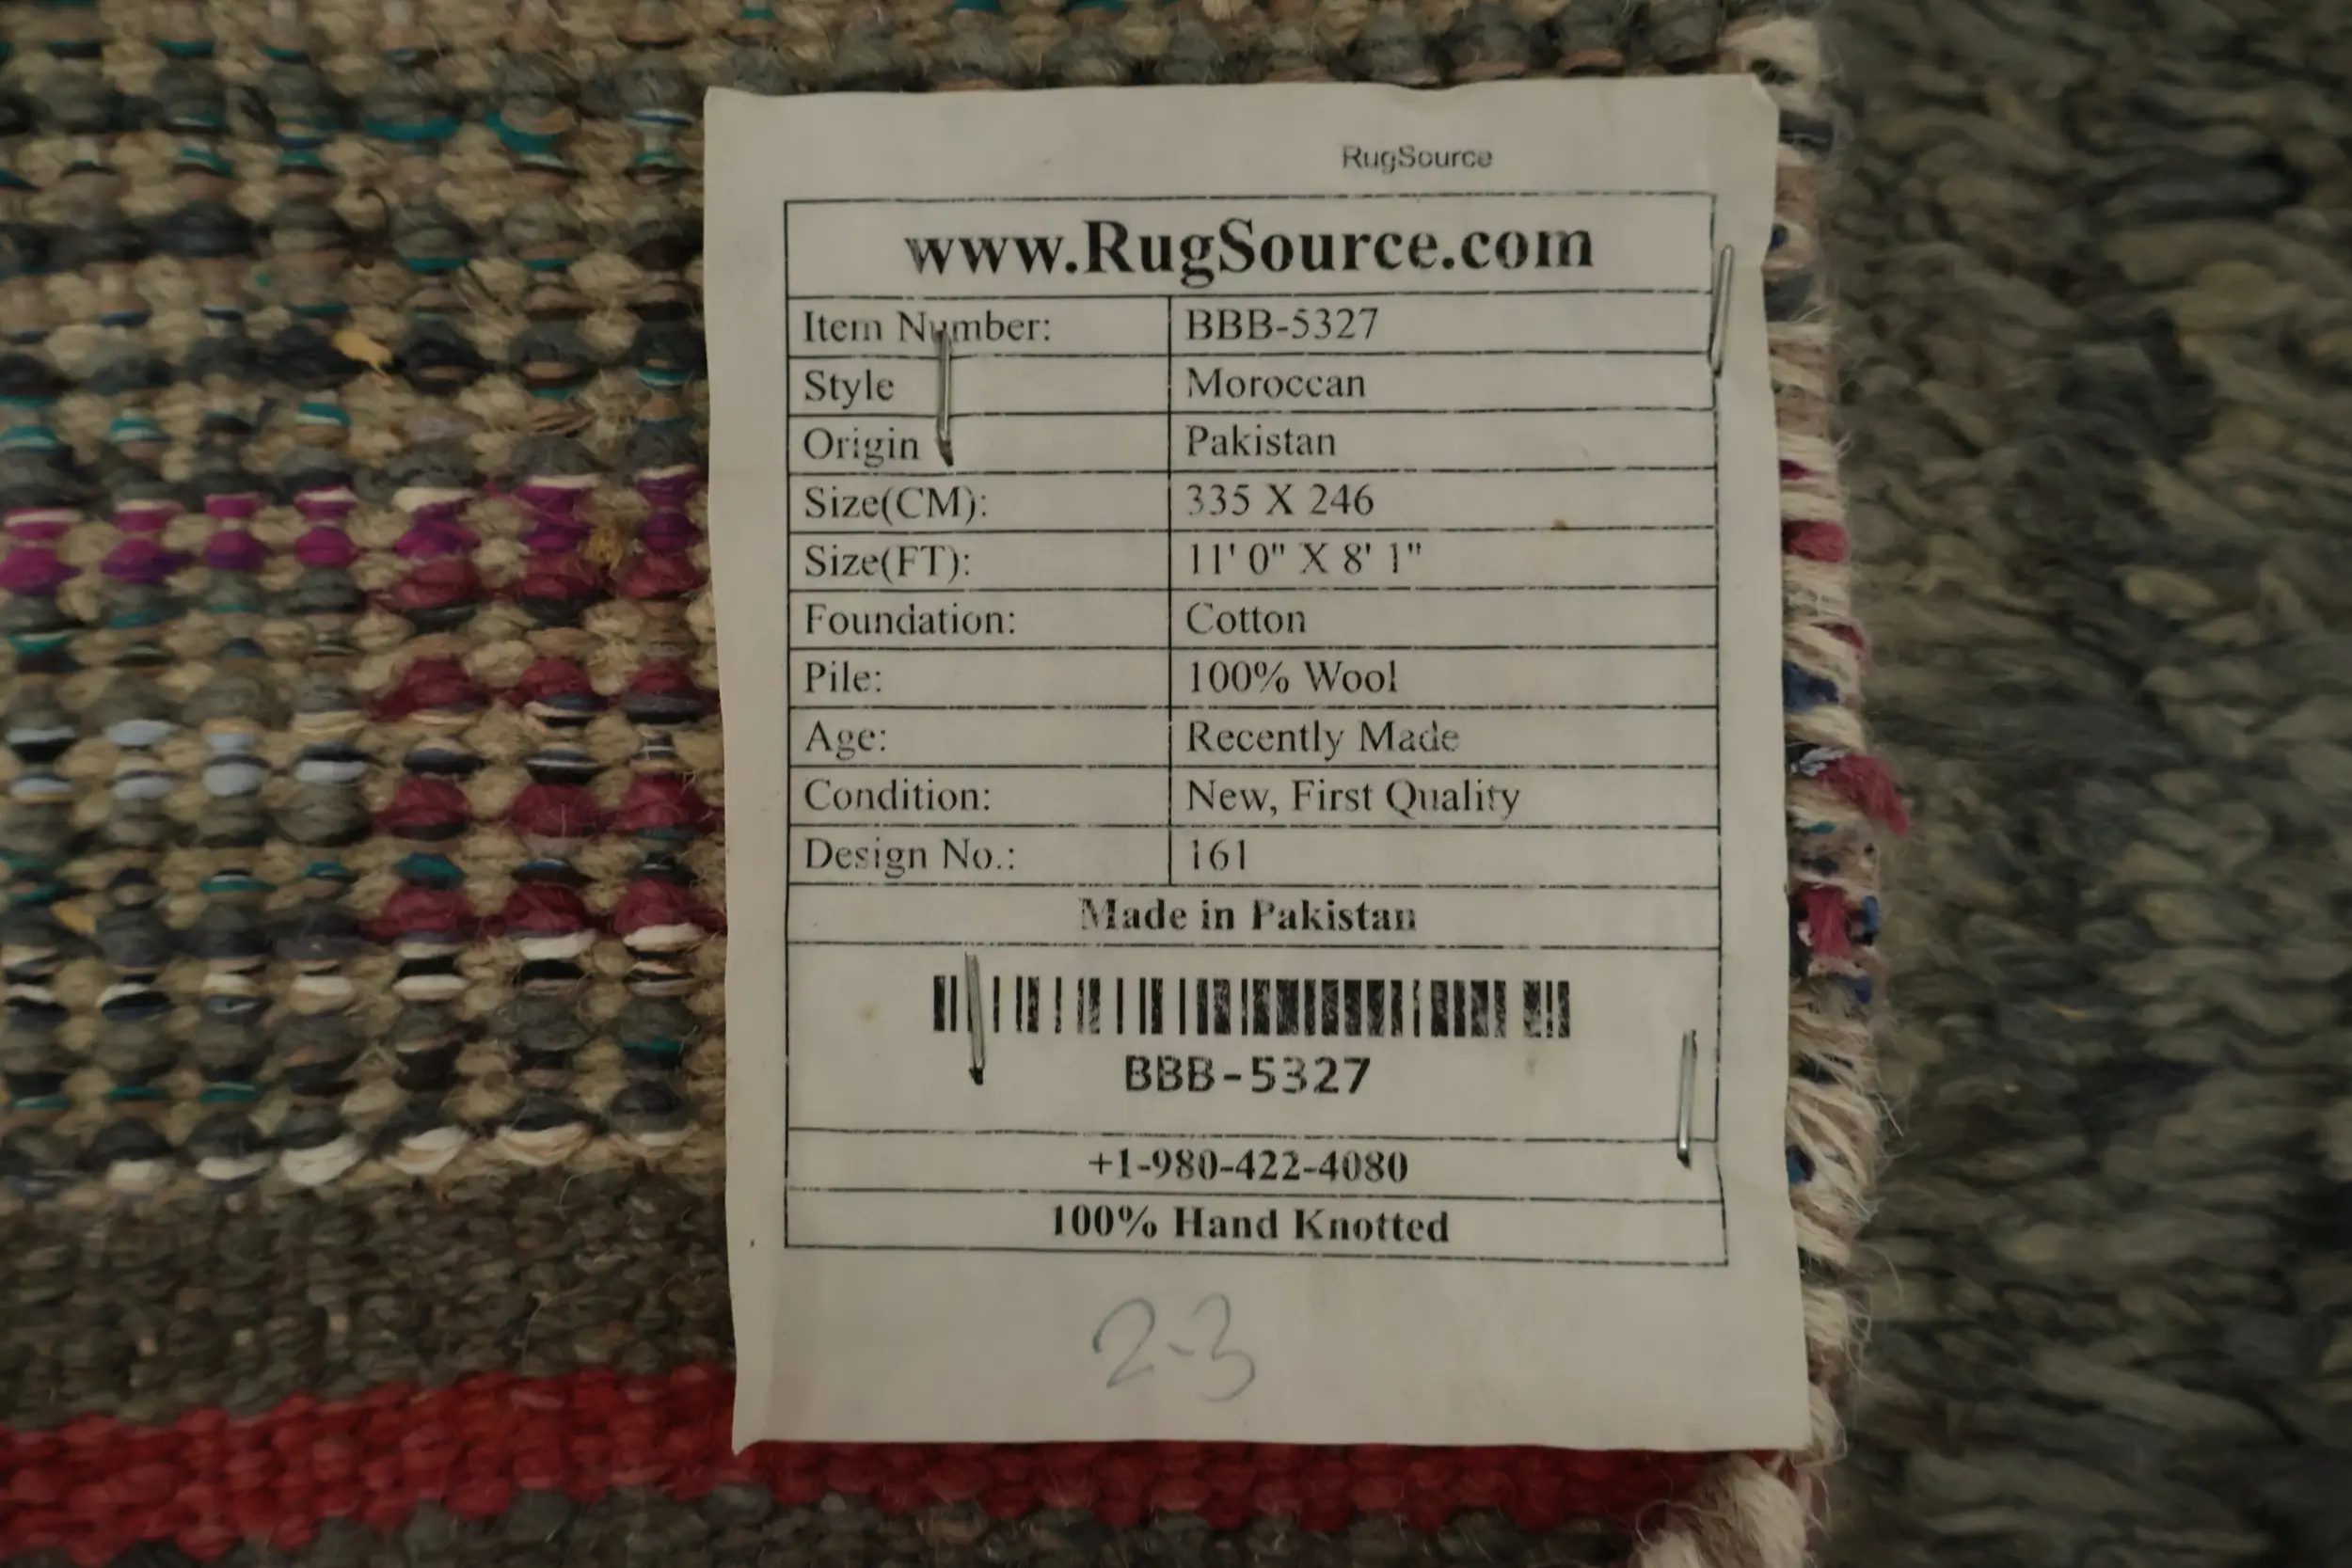 RugSource
www.RugSource.com
Item Number: BBB-5327
Style Moroccan
Origin Pakistan
Size(CM): 335 X 246
Size(FT): 11' 0" X 8' 1"
Foundation: Cotton
Pile: 100% Wool
Age: Recently Made
Condition: New, First Quality
Design No.: 161
Made in Pakistan
BBB-5327
+1-980-422-4080
100% Hand Knotted
2-3